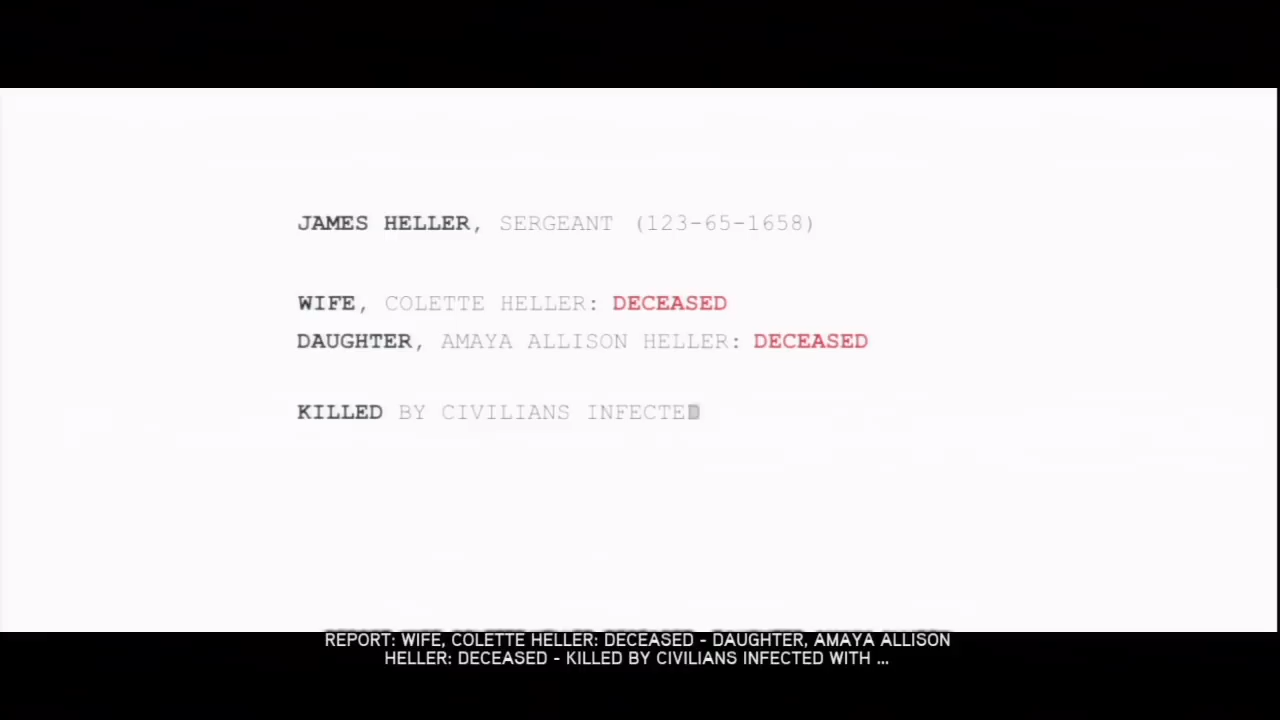 JAMES HELLER, SERGEANT (123-65-1658)
WIFE, COLETTE HELLER: DECEASED
DAUGHTER, AMAYA ALLISON HELLER: DECEASED
KILLED BY CIVILIANS INFECTED
REPORT: WIFE, COLETTE HELLER: DECEASED - DAUGHTER, AMAYA ALLISON
HELLER: DECEASED - KILLED BY CIVILIANS INFECTED WITH ...